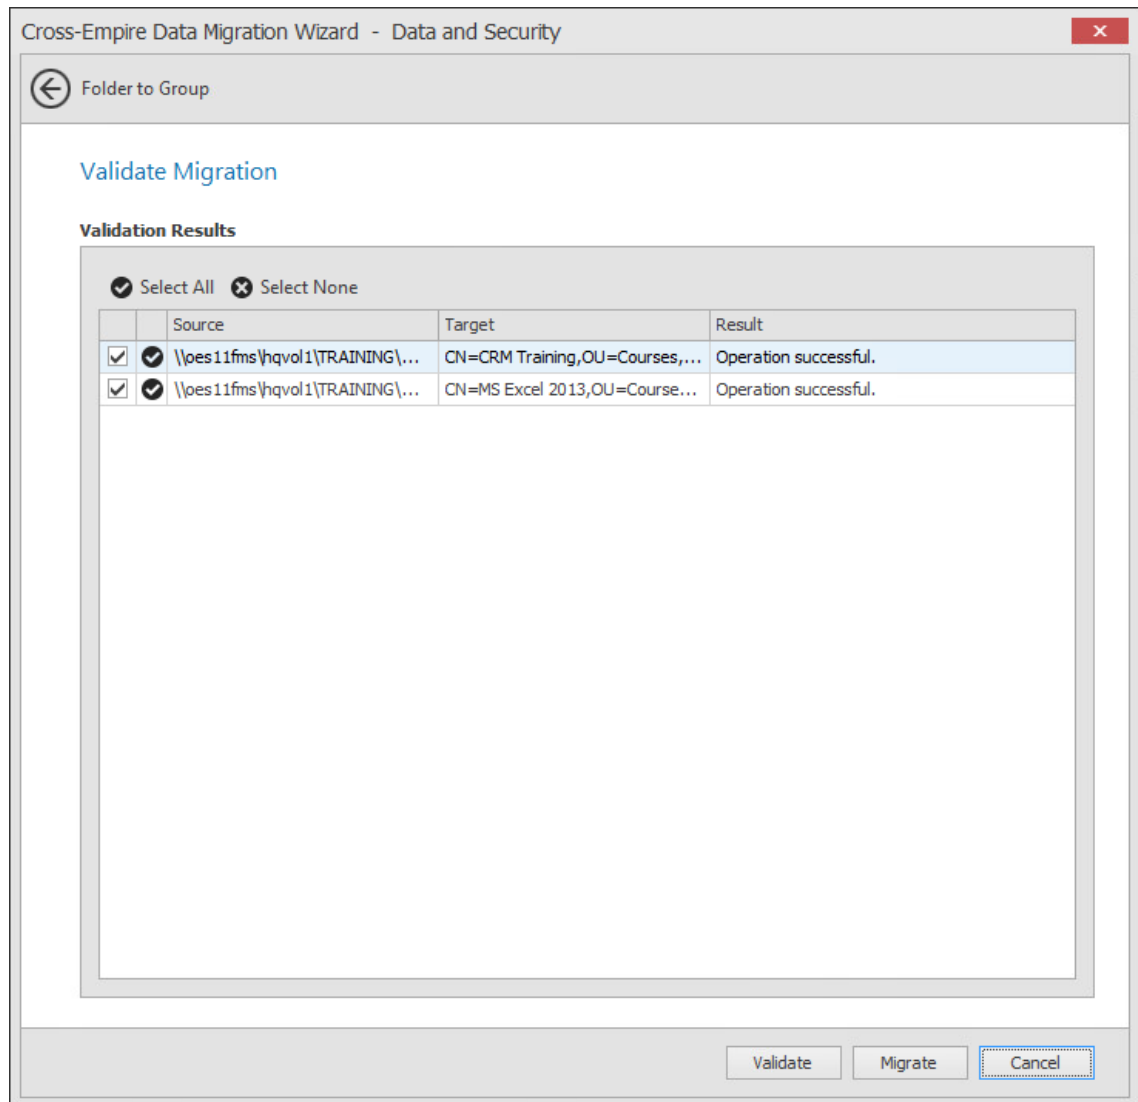 Cross-Empire Data Migration Wizard - Data and Security
Folder to Group
Validate Migration
Validation Results
Select All Select None
Source Target Result
\\oes11fms\hqvol1\TRAINING\... CN=CRM Training,OU=Courses,... Operation successful.
\\oes11fms\hqvol1\TRAINING\... CN=MS Excel 2013,OU=Course... Operation successful.
Validate Migrate Cancel